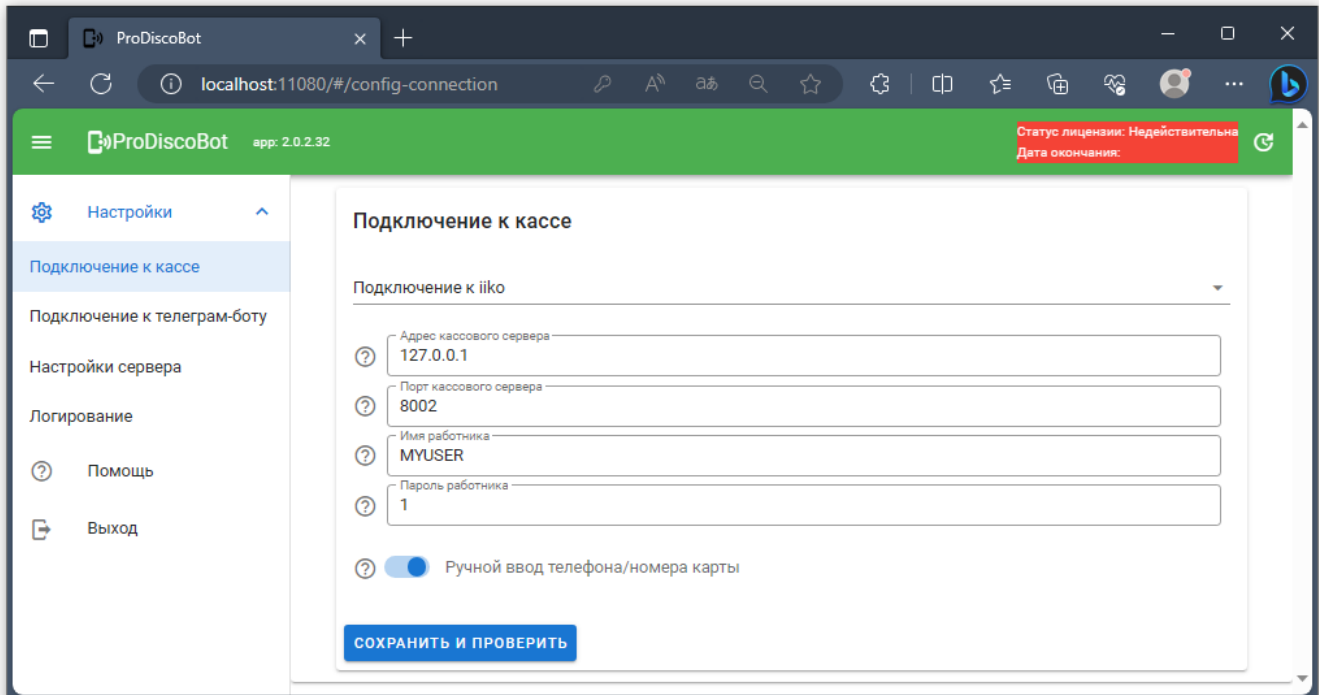 ProDiscoBot
localhost:11080/#/config-connection
ProDiscoBot app: 2.0.2.32
Статус лицензии: Недействительна
Дата окончания:
Настройки
Подключение к кассе
Подключение к телеграм-боту
Настройки сервера
Логирование
Помощь
Выход
Подключение к кассе
Подключение к iiko
Адрес кассового сервера
127.0.0.1
Порт кассового сервера
8002
Имя работника
MYUSER
Пароль работника
1
Ручной ввод телефона/номера карты
СОХРАНИТЬ И ПРОВЕРИТЬ